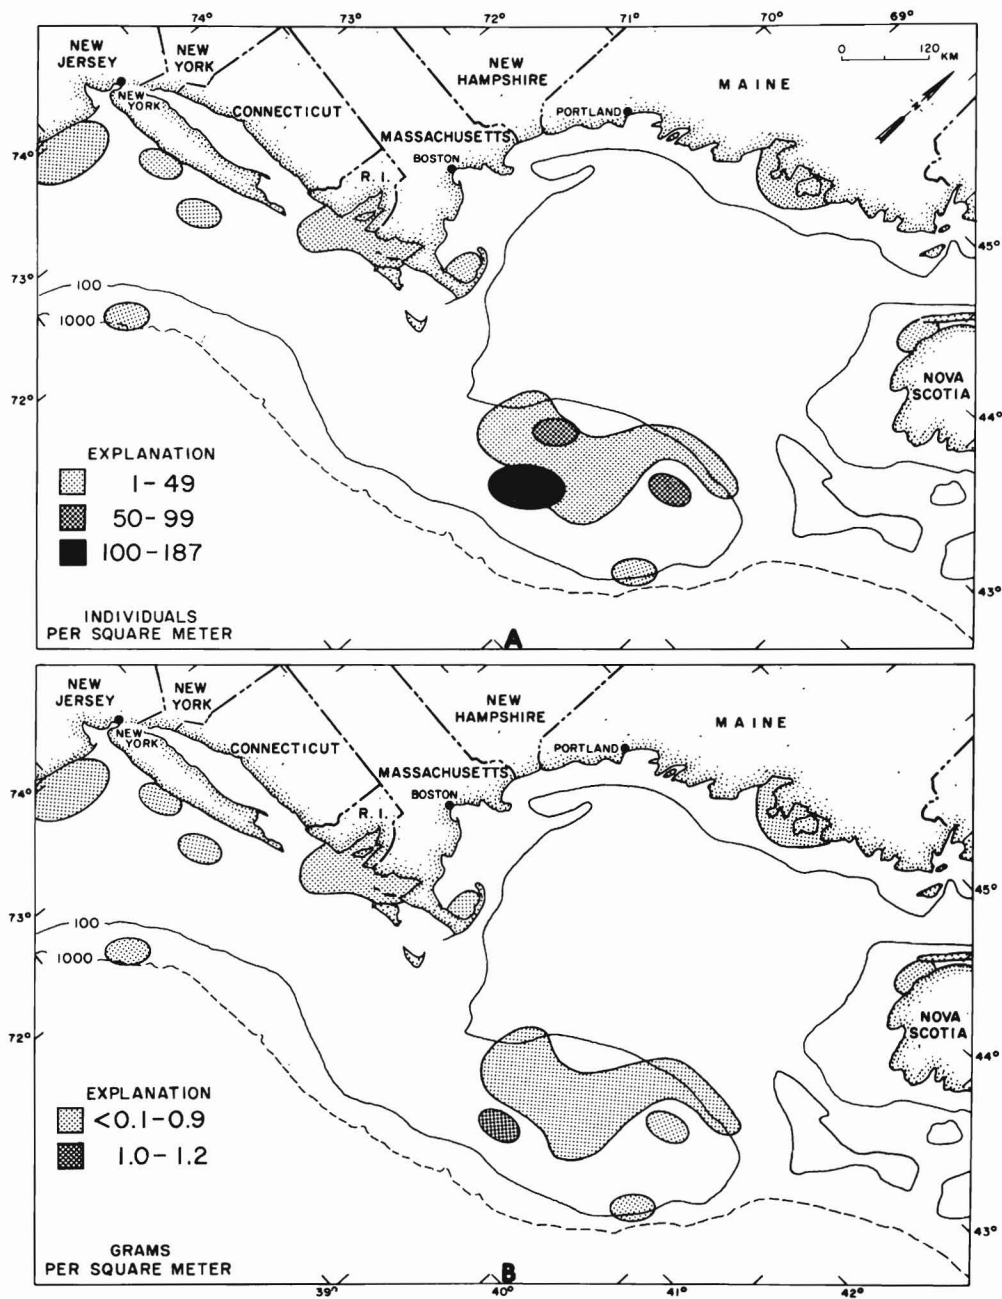 74° 73° 72° 71° 70° 69°
NEW
JERSEY
NEW
YORK
NEW
YORK
CONNECTICUT
MASSACHUSETTS
BOSTON
R. I.
NEW
HAMPSHIRE
PORTLAND
MAINE
0 120 KM
74°
73°
72°
45°
44°
43°
100
1000
NOVA
SCOTIA
EXPLANATION
1-49
50-99
100-187
INDIVIDUALS
PER SQUARE METER
A
NEW
JERSEY
NEW
YORK
NEW
YORK
CONNECTICUT
MASSACHUSETTS
BOSTON
R. I.
NEW
HAMPSHIRE
PORTLAND
MAINE
74°
73°
72°
45°
44°
43°
100
1000
NOVA
SCOTIA
EXPLANATION
<0.1-0.9
1.0-1.2
GRAMS
PER SQUARE METER
B
39° 40° 41° 42°